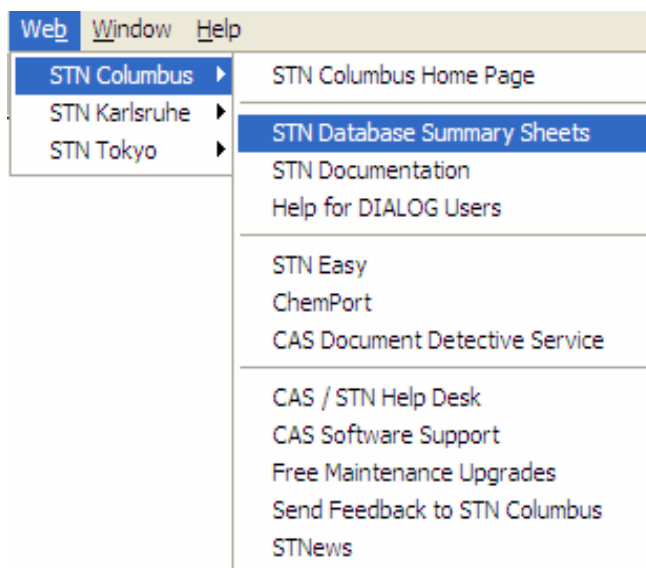 Web Window Help
STN Columbus
STN Karlsruhe
STN Tokyo
STN Columbus Home Page
STN Database Summary Sheets
STN Documentation
Help for DIALOG Users
STN Easy
ChemPort
CAS Document Detective Service
CAS / STN Help Desk
CAS Software Support
Free Maintenance Upgrades
Send Feedback to STN Columbus
STNews